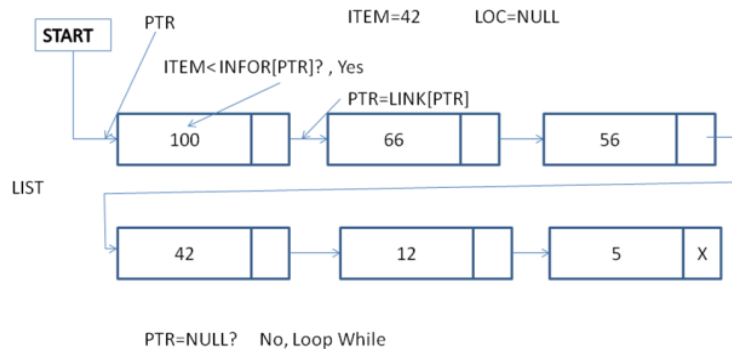 ITEM=42 LOC=NULL
PTR
START
ITEM<INFOR[PTR]? , Yes
PTR=LINK[PTR]
100 66 56
LIST
42 12 5 X
PTR=NULL? No, Loop While